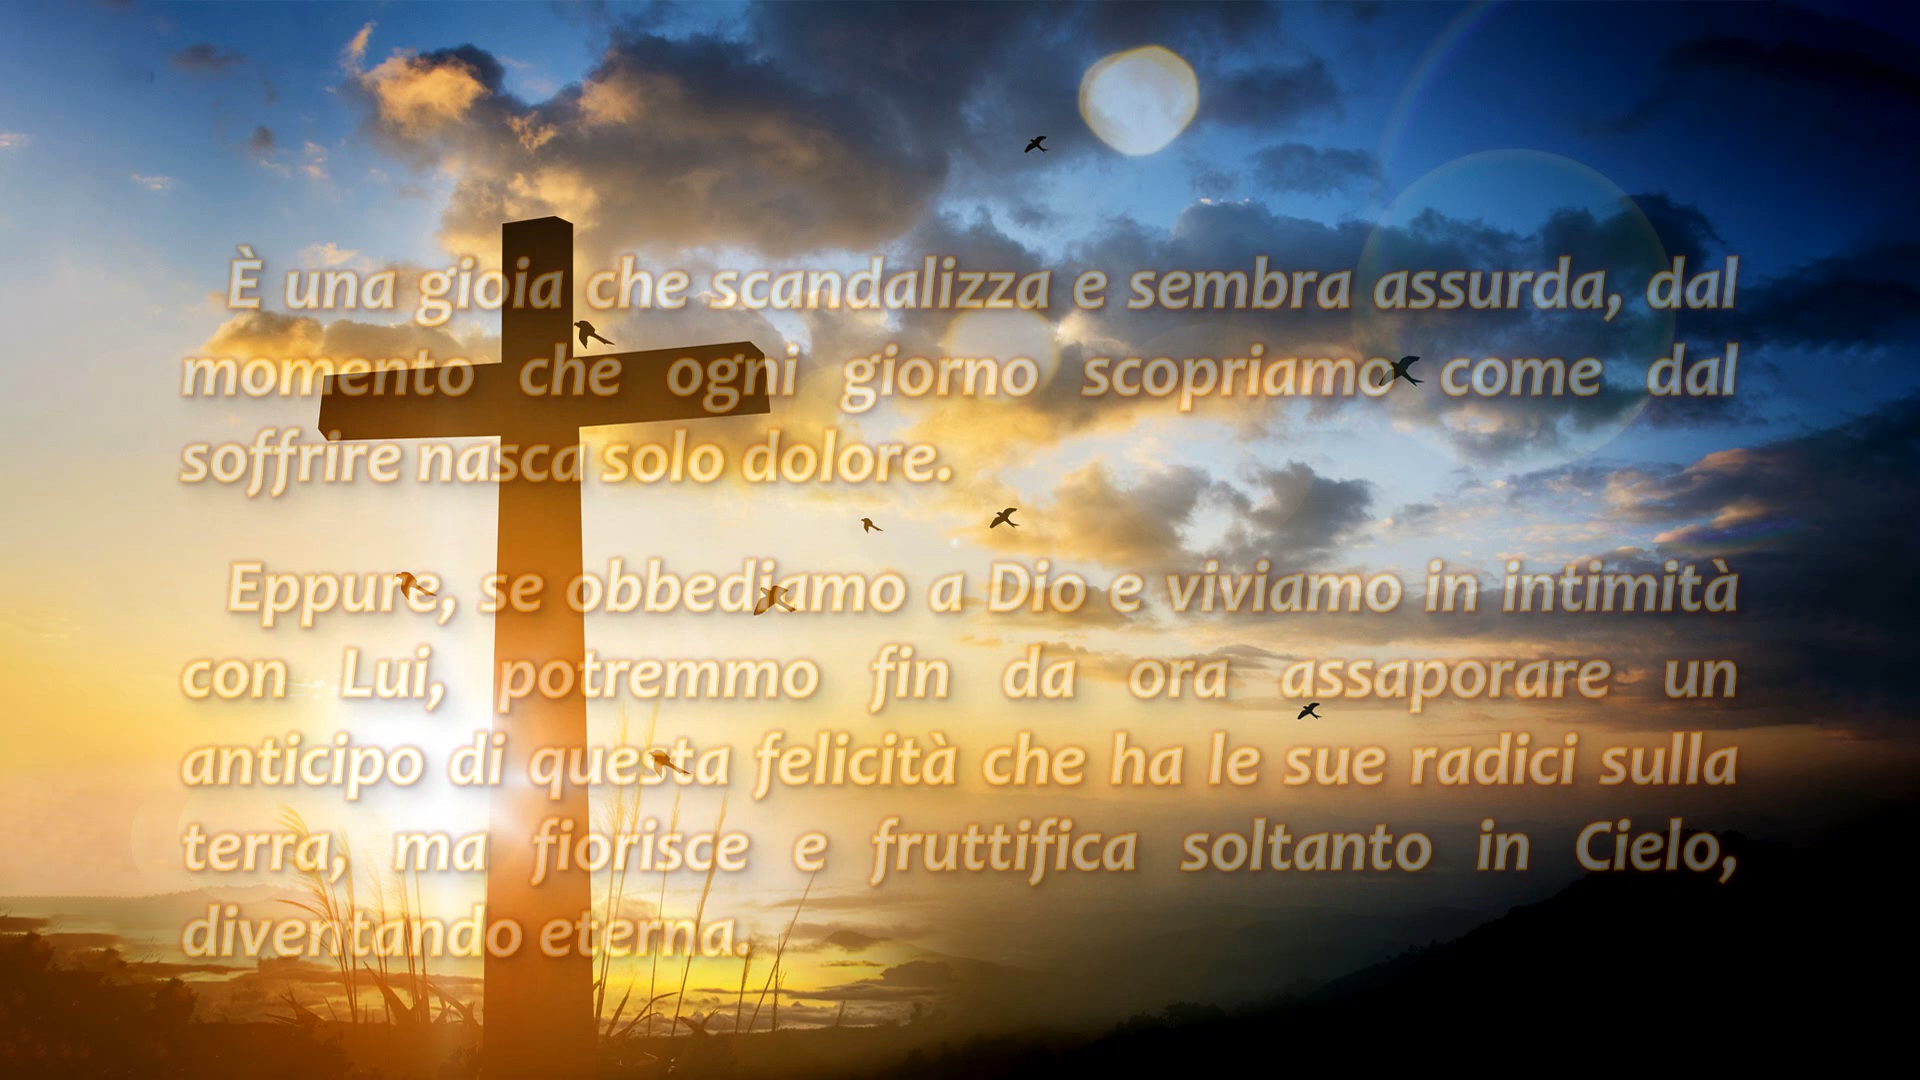 È una gioia che scandalizza e sembra assurda, dal
momento che ogni giorno scopriamo come dal
soffrire nasca solo dolore.
Eppure, se obbediamo a Dio e viviamo in intimità
con Lui, potremmo fin da ora assaporare un
anticipo di questa felicità che ha le sue radici sulla
terra, ma fiorisce e fruttifica soltanto in Cielo,
diventando eterna.